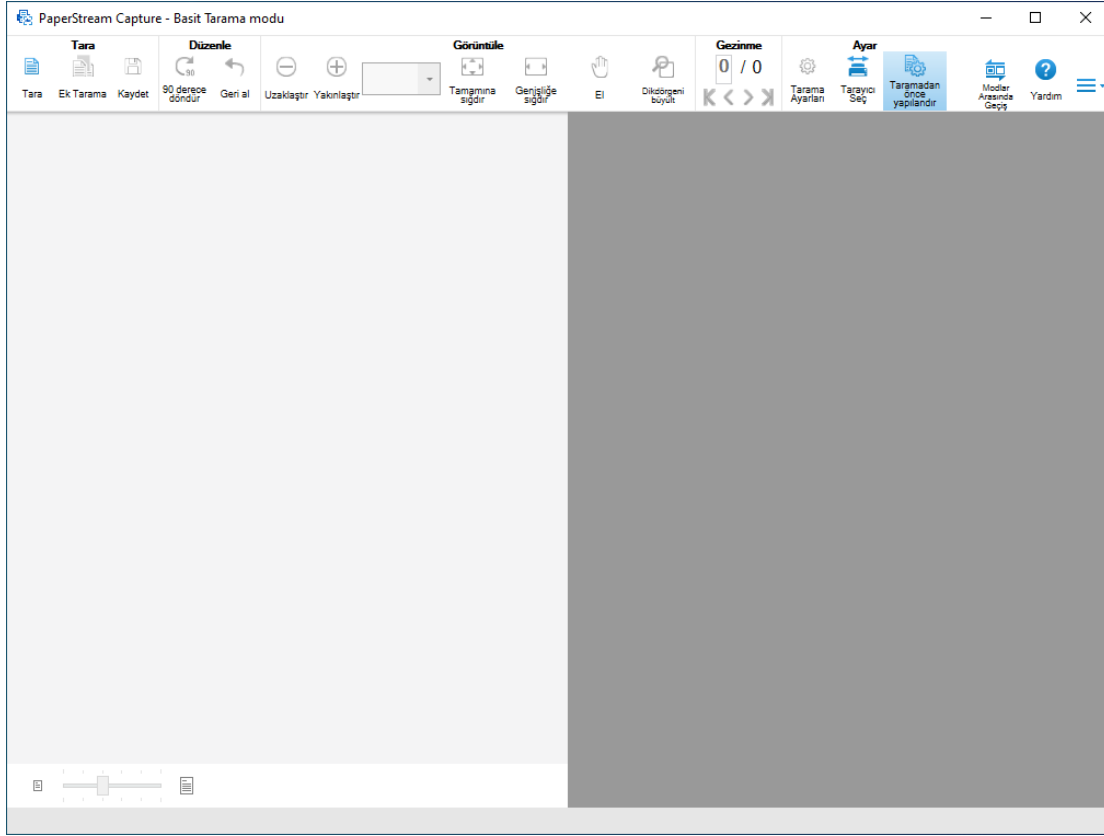 PaperStream Capture - Basit Tarama modu
Tara
Düzenle
Görüntüle
Gezinme
Ayar
90
0 / 0
Tara
Ek Tarama
Kaydet
90 derece
döndür
Geri al
Uzaklaştır
Yakınlaştır
Tamamına
sığdır
Genişliğe
sığdır
El
Dikdörgeni
büyült
Tarama
Ayarları
Tarayıcı
Seç
Taramadan
önce
yapılandır
Modlar
Arasında
Geçiş
Yardım